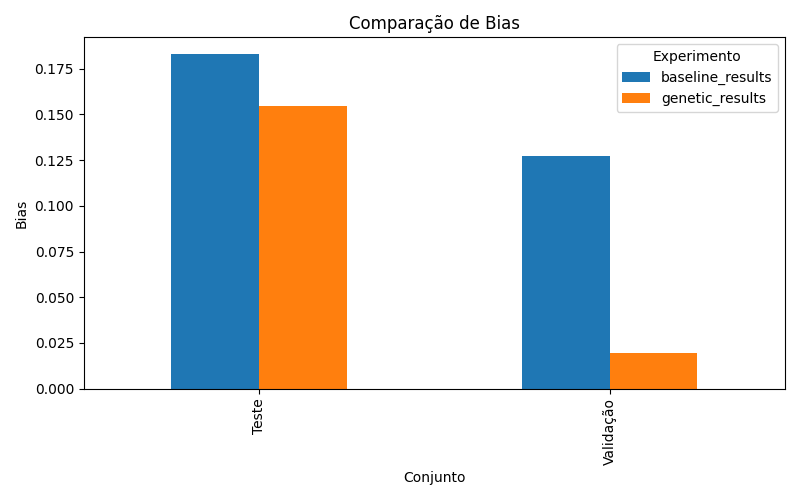 Comparação de Bias
Experimento
baseline_results
genetic_results
Bias
0.175
0.150
0.125
0.100
0.075
0.050
0.025
0.000
Teste
Validação
Conjunto